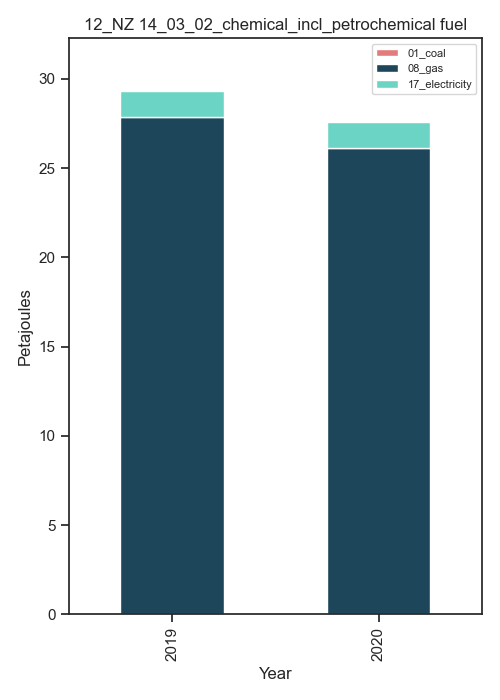 12_NZ 14_03_02_chemical_incl_petrochemical fuel
01_coal
08_gas
17_electricity
30
25
20
15
10
5
0
Petajoules
2019
2020
Year